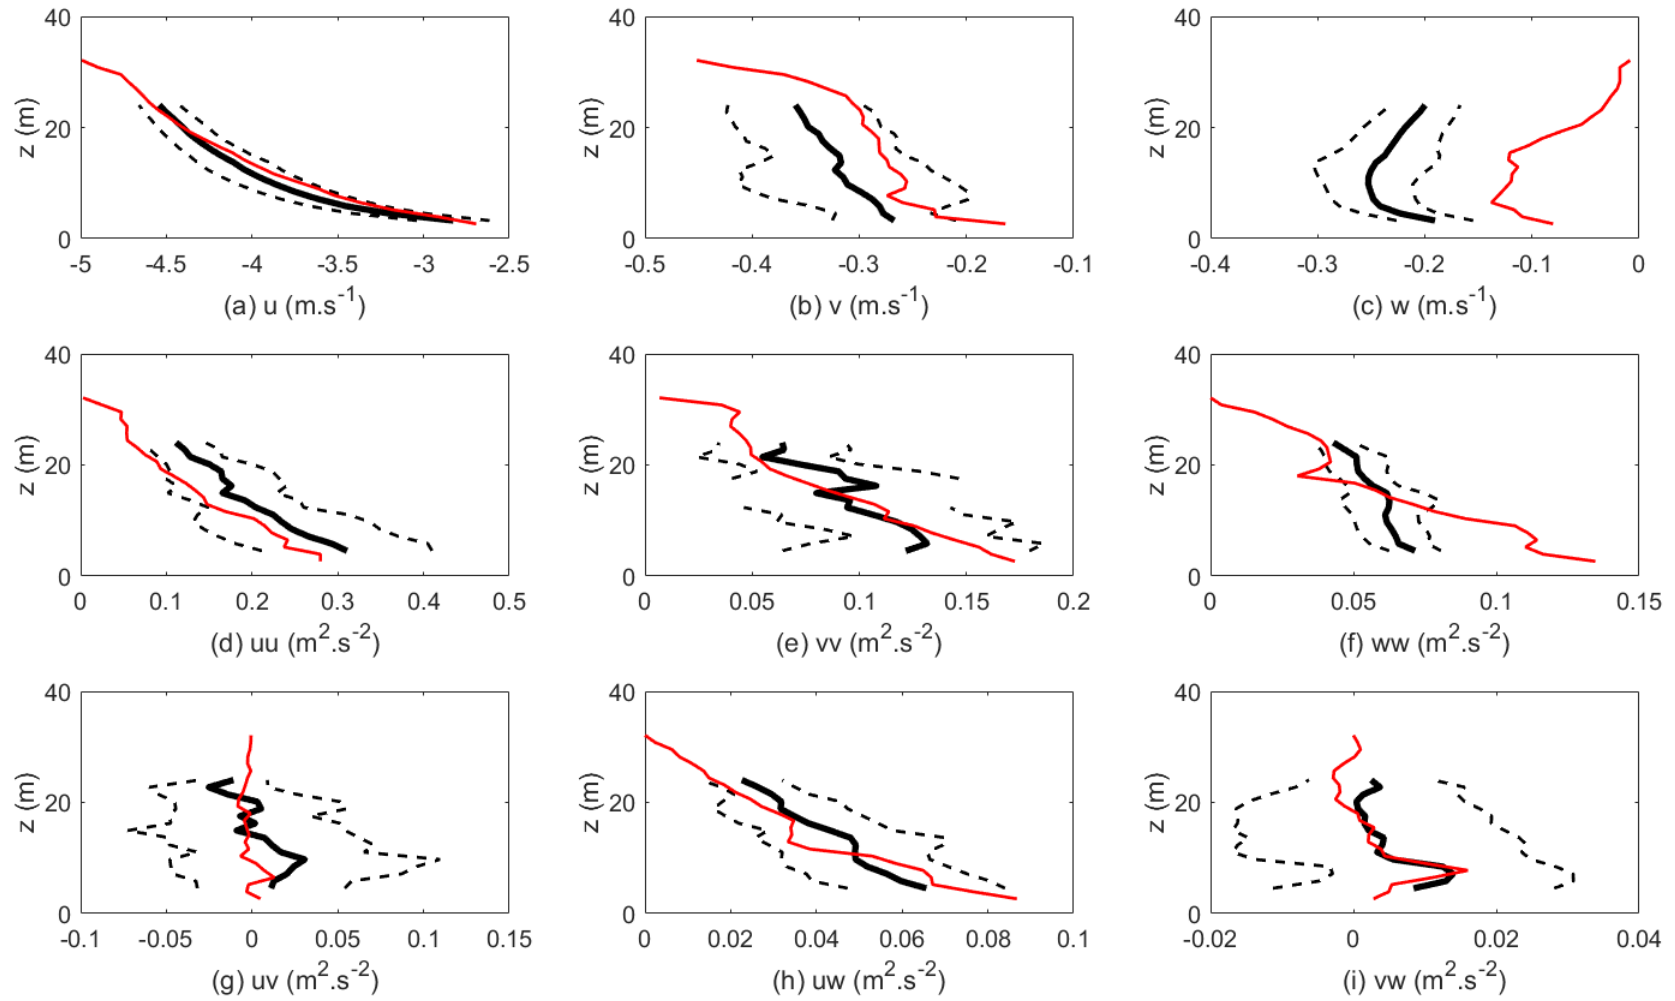 40 40 40
z (m) 20 z (m) 20 z (m) 20
0 0 0
-5 -4.5 -4 -3.5 -3 -2.5 -0.5 -0.4 -0.3 -0.2 -0.1 -0.4 -0.3 -0.2 -0.1 0
(a) u (m.s⁻¹) (b) v (m.s⁻¹) (c) w (m.s⁻¹)
40 40 40
z (m) 20 z (m) 20 z (m) 20
0 0 0
0 0.1 0.2 0.3 0.4 0.5 0 0.05 0.1 0.15 0.2 0 0.05 0.1 0.15
(d) uu (m².s⁻²) (e) vv (m².s⁻²) (f) ww (m².s⁻²)
40 40 40
z (m) 20 z (m) 20 z (m) 20
0 0 0
-0.1 -0.05 0 0.05 0.1 0.15 0 0.02 0.04 0.06 0.08 0.1 -0.02 0 0.02 0.04
(g) uv (m².s⁻²) (h) uw (m².s⁻²) (i) vw (m².s⁻²)